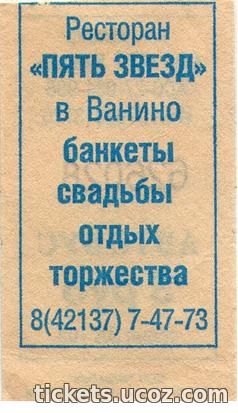 Ресторан
«ПЯТЬ ЗВЕЗД»
в Ванино
банкеты
свадьбы
отдых
торжества
8(42137) 7-47-73
tickets.ucoz.com